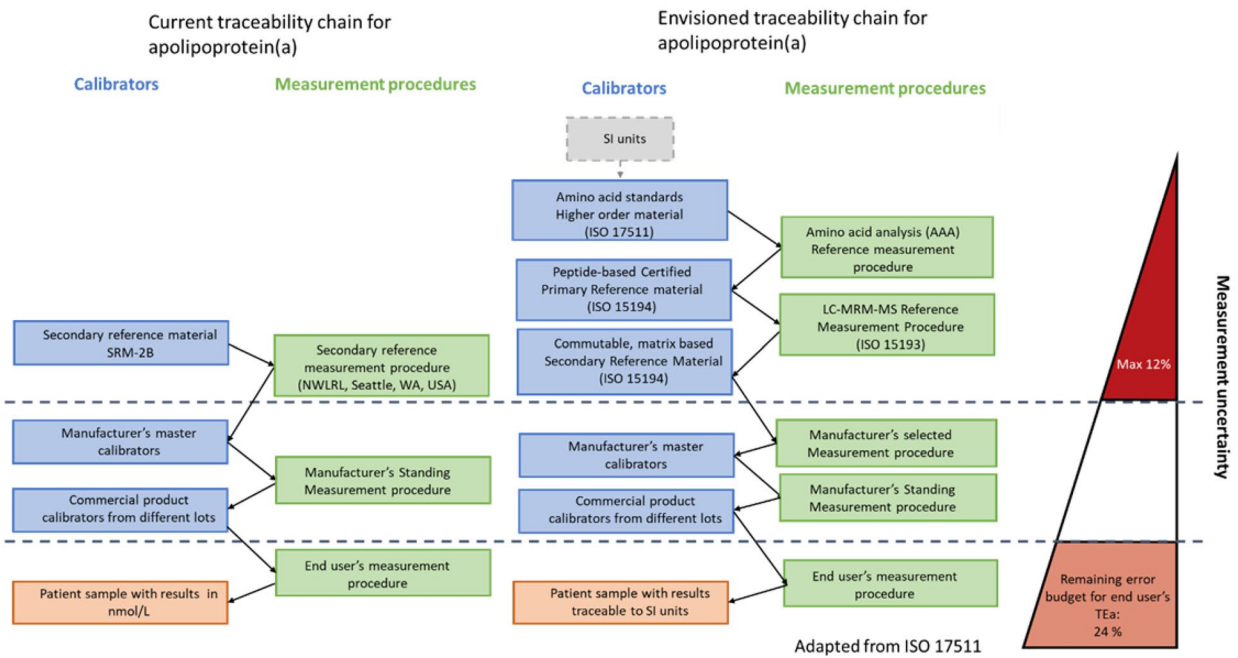 Current traceability chain for
apolipoprotein(a)
Calibrators
Measurement procedures
Secondary reference material
SRM-2B
Secondary reference
measurement procedure
(NWLRL, Seattle, WA, USA)
Manufacturer's master
calibrators
Manufacturer's Standing
Measurement procedure
Commercial product
calibrators from different lots
End user's measurement
procedure
Patient sample with results in
nmol/L
Envisioned traceability chain for
apolipoprotein(a)
Calibrators
Measurement procedures
SI units
Amino acid standards
Higher order material
(ISO 17511)
Amino acid analysis (AAA)
Reference measurement
procedure
Peptide-based Certified
Primary Reference material
(ISO 15194)
LC-MRM-MS Reference
Measurement Procedure
(ISO 15193)
Commutable, matrix based
Secondary Reference Material
(ISO 15194)
Manufacturer's selected
Measurement procedure
Manufacturer's master
calibrators
Manufacturer's Standing
Measurement procedure
Commercial product
calibrators from different lots
End user's measurement
procedure
Patient sample with results
traceable to SI units
Adapted from ISO 17511
Max 12%
Remaining error
budget for end user's
TEa:
24 %
Measurement uncertainty